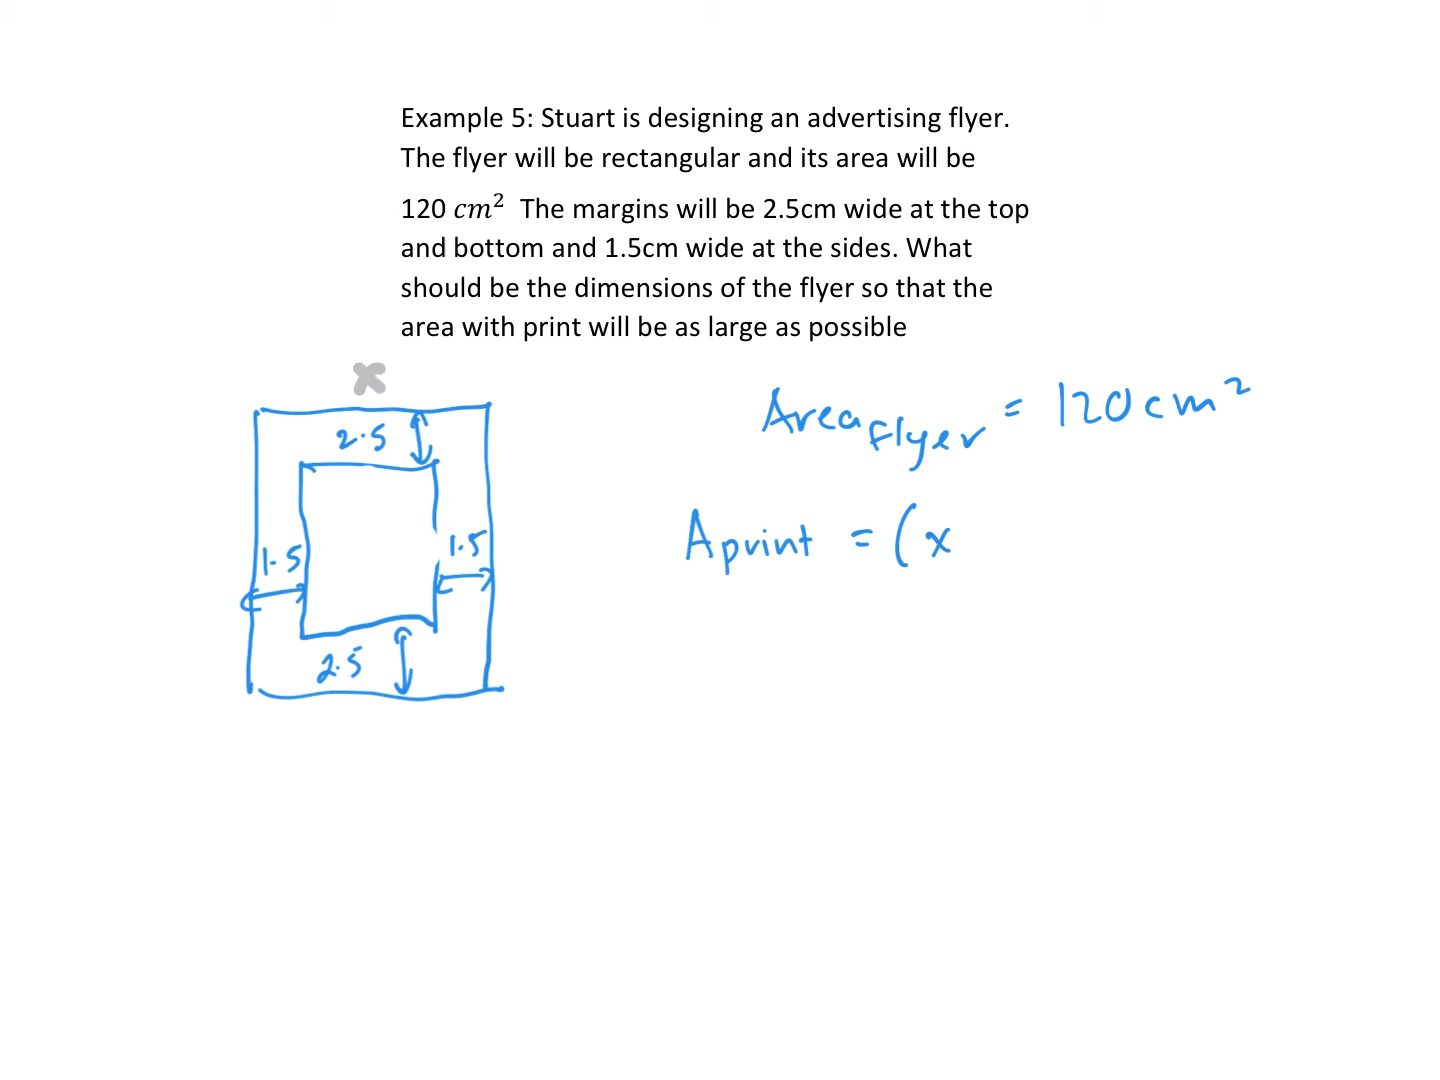 Example 5: Stuart is designing an advertising flyer.
The flyer will be rectangular and its area will be
120 cm² The margins will be 2.5cm wide at the top
and bottom and 1.5cm wide at the sides. What
should be the dimensions of the flyer so that the
area with print will be as large as possible
x
2.5
1.5
1.5
2.5
Area flyer = 120cm²
A print = (x